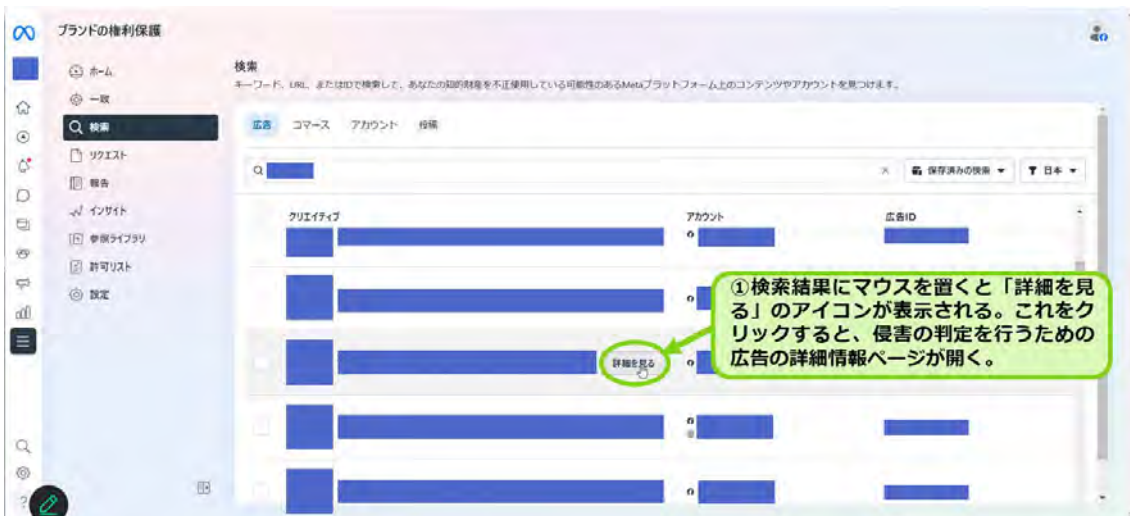 ブランドの権利保護
ホーム
一致
検索
リクエスト
報告
インサイト
参照ライブラリ
許可リスト
設定
検索
キーワード、URL、またはIDで検索して、あなたの知的財産を不正使用している可能性のあるMetaプラットフォーム上のコンテンツやアカウントを見つけます。
広告 コマース アカウント 投稿
保存済みの検索 日本
クリエイティブ アカウント 広告ID
①検索結果にマウスを置くと「詳細を見
る」のアイコンが表示される。これをク
リックすると、侵害の判定を行うための
広告の詳細情報ページが開く。
詳細を見る